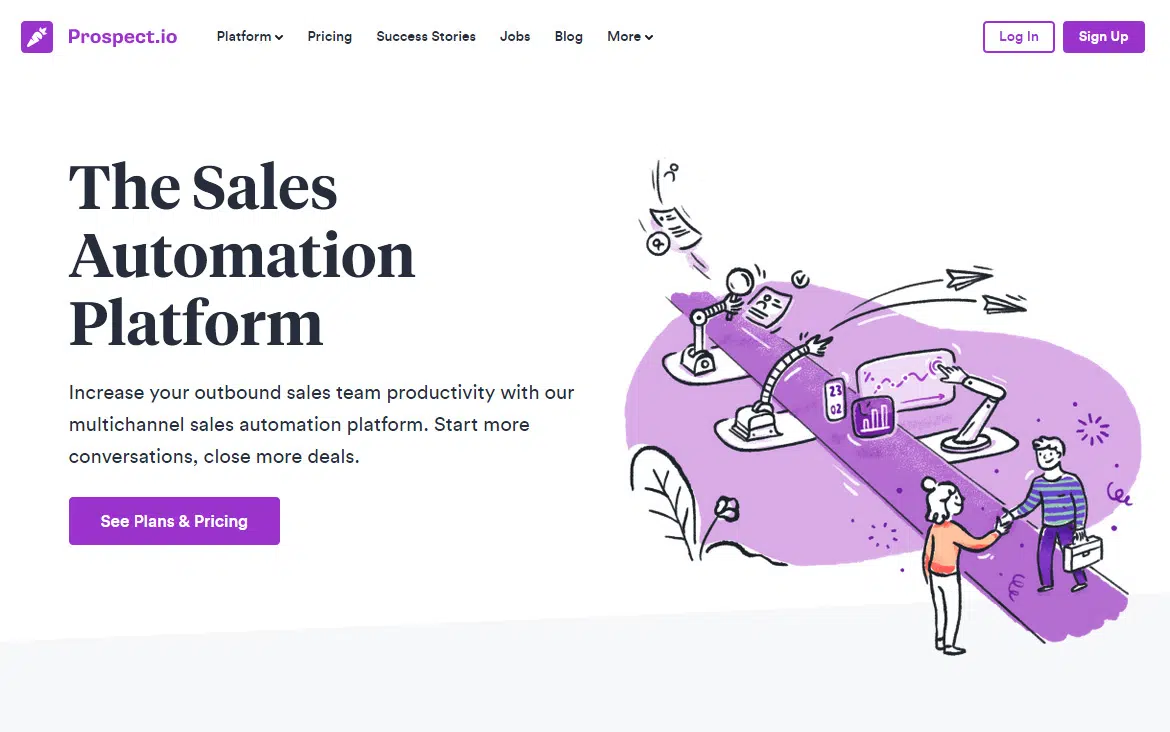 Prospect.io
Platform
Pricing
Success Stories
Jobs
Blog
More
Log In
Sign Up
The Sales
Automation
Platform
Increase your outbound sales team productivity with our
multichannel sales automation platform. Start more
conversations, close more deals.
See Plans & Pricing
23
02